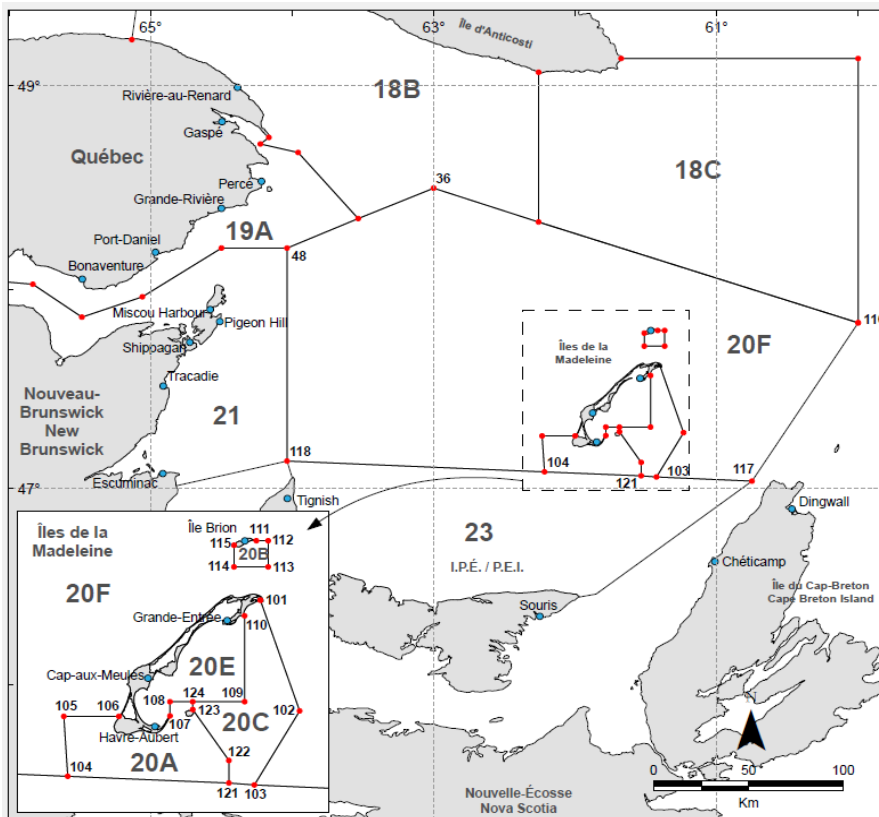 65°
63°
61°
Île d'Anticosti
49°
18B
Rivière-au-Renard
Gaspé
Québec
18C
Percé
36
Grande-Rivière
19A
Port-Daniel
48
Bonaventure
Miscou Harbour
Pigeon Hill
Shippagan
Îles de la
Madeleine
20F
Tracadie
Nouveau-
Brunswick
New
Brunswick
21
118
104
121
103
117
47°
Escuminac
Tignish
Dingwall
23
I.P.É. / P.E.I.
Chéticamp
Île du Cap-Breton
Cape Breton Island
Souris
Îles de la
Madeleine
Île Brion
111
115
112
20B
114
113
20F
101
Grande-Entrée
110
20E
Cap-aux-Meules
108
124
109
105
106
107
123
20C
102
Havre-Aubert
20A
104
122
121
103
0
50
100
Km
Nouvelle-Écosse
Nova Scotia